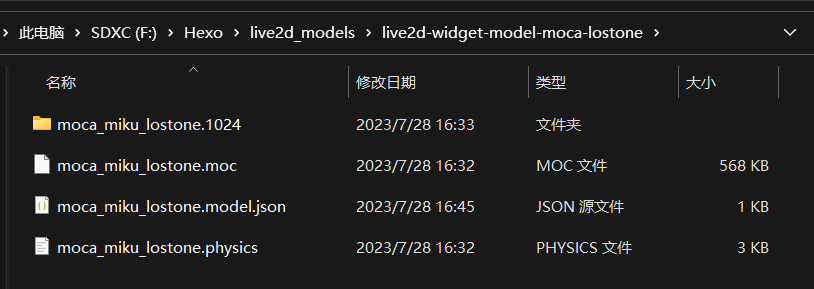 此电脑 SDXC (F:) Hexo live2d_models live2d-widget-model-moca-lostone
名称 修改日期 类型 大小
moca_miku_lostone.1024 2023/7/28 16:33 文件夹
moca_miku_lostone.moc 2023/7/28 16:32 MOC 文件 568 KB
moca_miku_lostone.model.json 2023/7/28 16:45 JSON 源文件 1 KB
moca_miku_lostone.physics 2023/7/28 16:32 PHYSICS 文件 3 KB